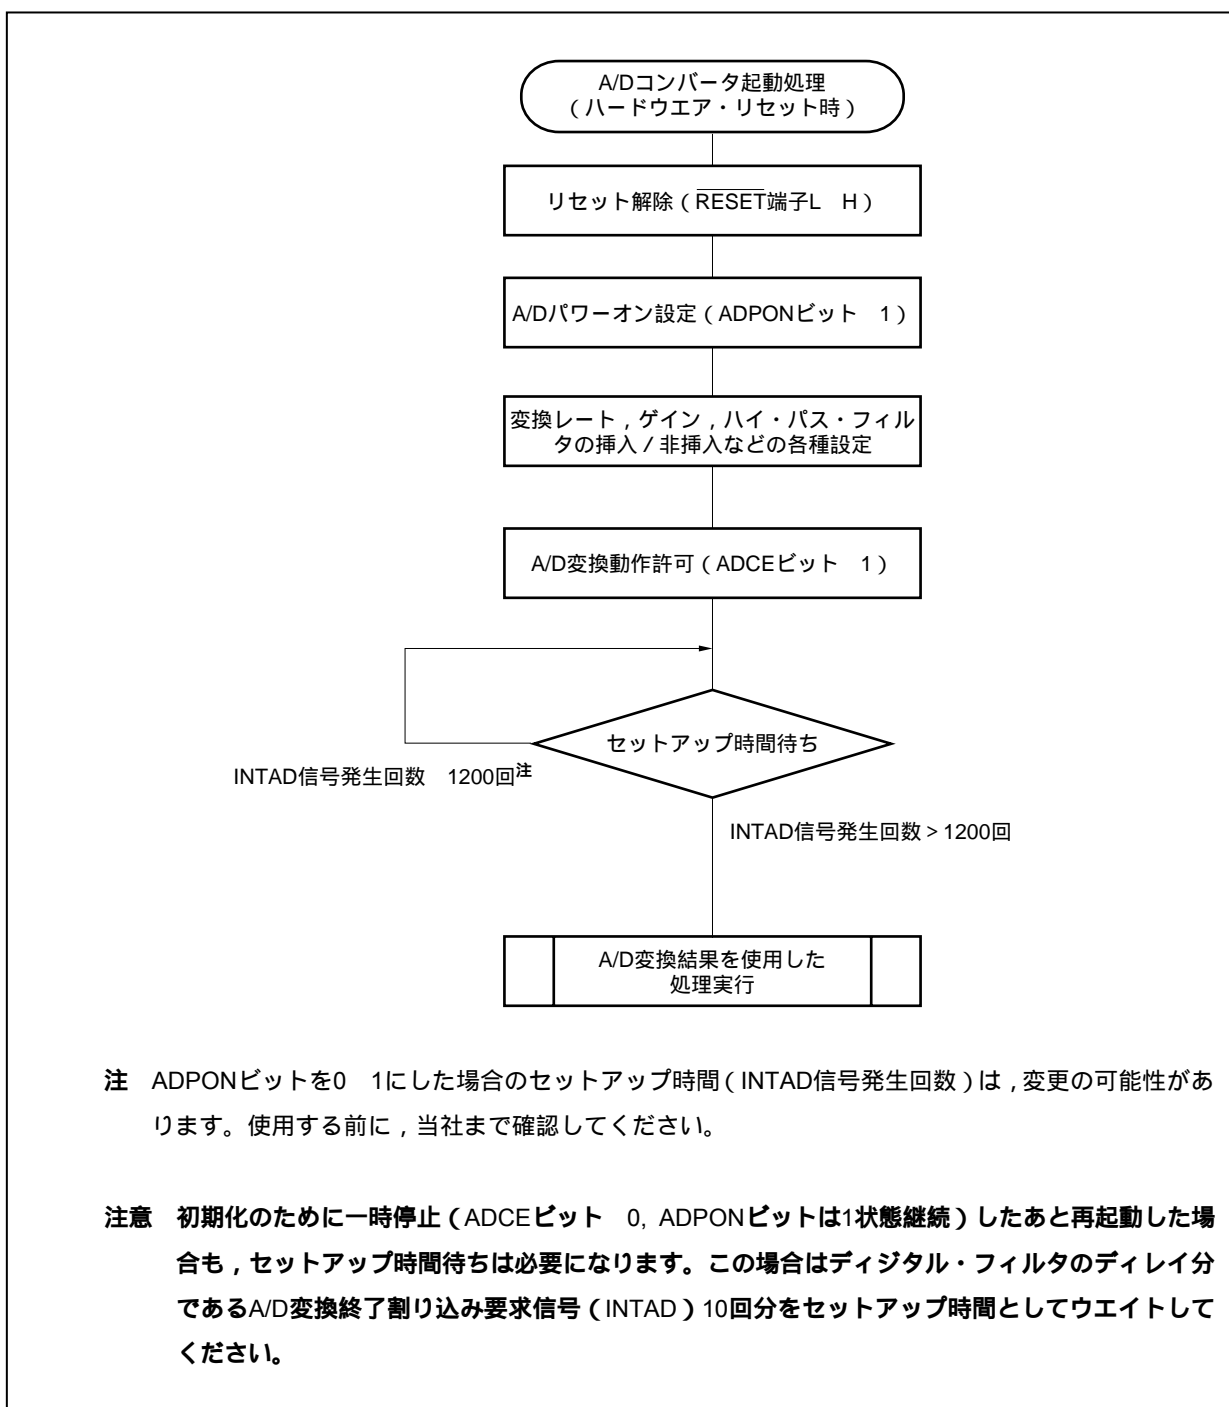 A/Dコンバータ起動処理
（ハードウエア・リセット時）
リセット解除（RESET端子L　H）
A/Dパワーオン設定（ADPONビット　1）
変換レート，ゲイン，ハイ・パス・フィル
タの挿入／非挿入などの各種設定
A/D変換動作許可（ADCEビット　1）
セットアップ時間待ち
INTAD信号発生回数　1200回注
INTAD信号発生回数＞1200回
A/D変換結果を使用した
処理実行
注　ADPONビットを0　1にした場合のセットアップ時間（INTAD信号発生回数）は，変更の可能性があ
ります。使用する前に，当社まで確認してください。
注意　初期化のために一時停止（ADCEビット　0, ADPONビットは1状態継続）したあと再起動した場
合も，セットアップ時間待ちは必要になります。この場合はディジタル・フィルタのディレイ分
であるA/D変換終了割り込み要求信号（INTAD）10回分をセットアップ時間としてウエイトして
ください。